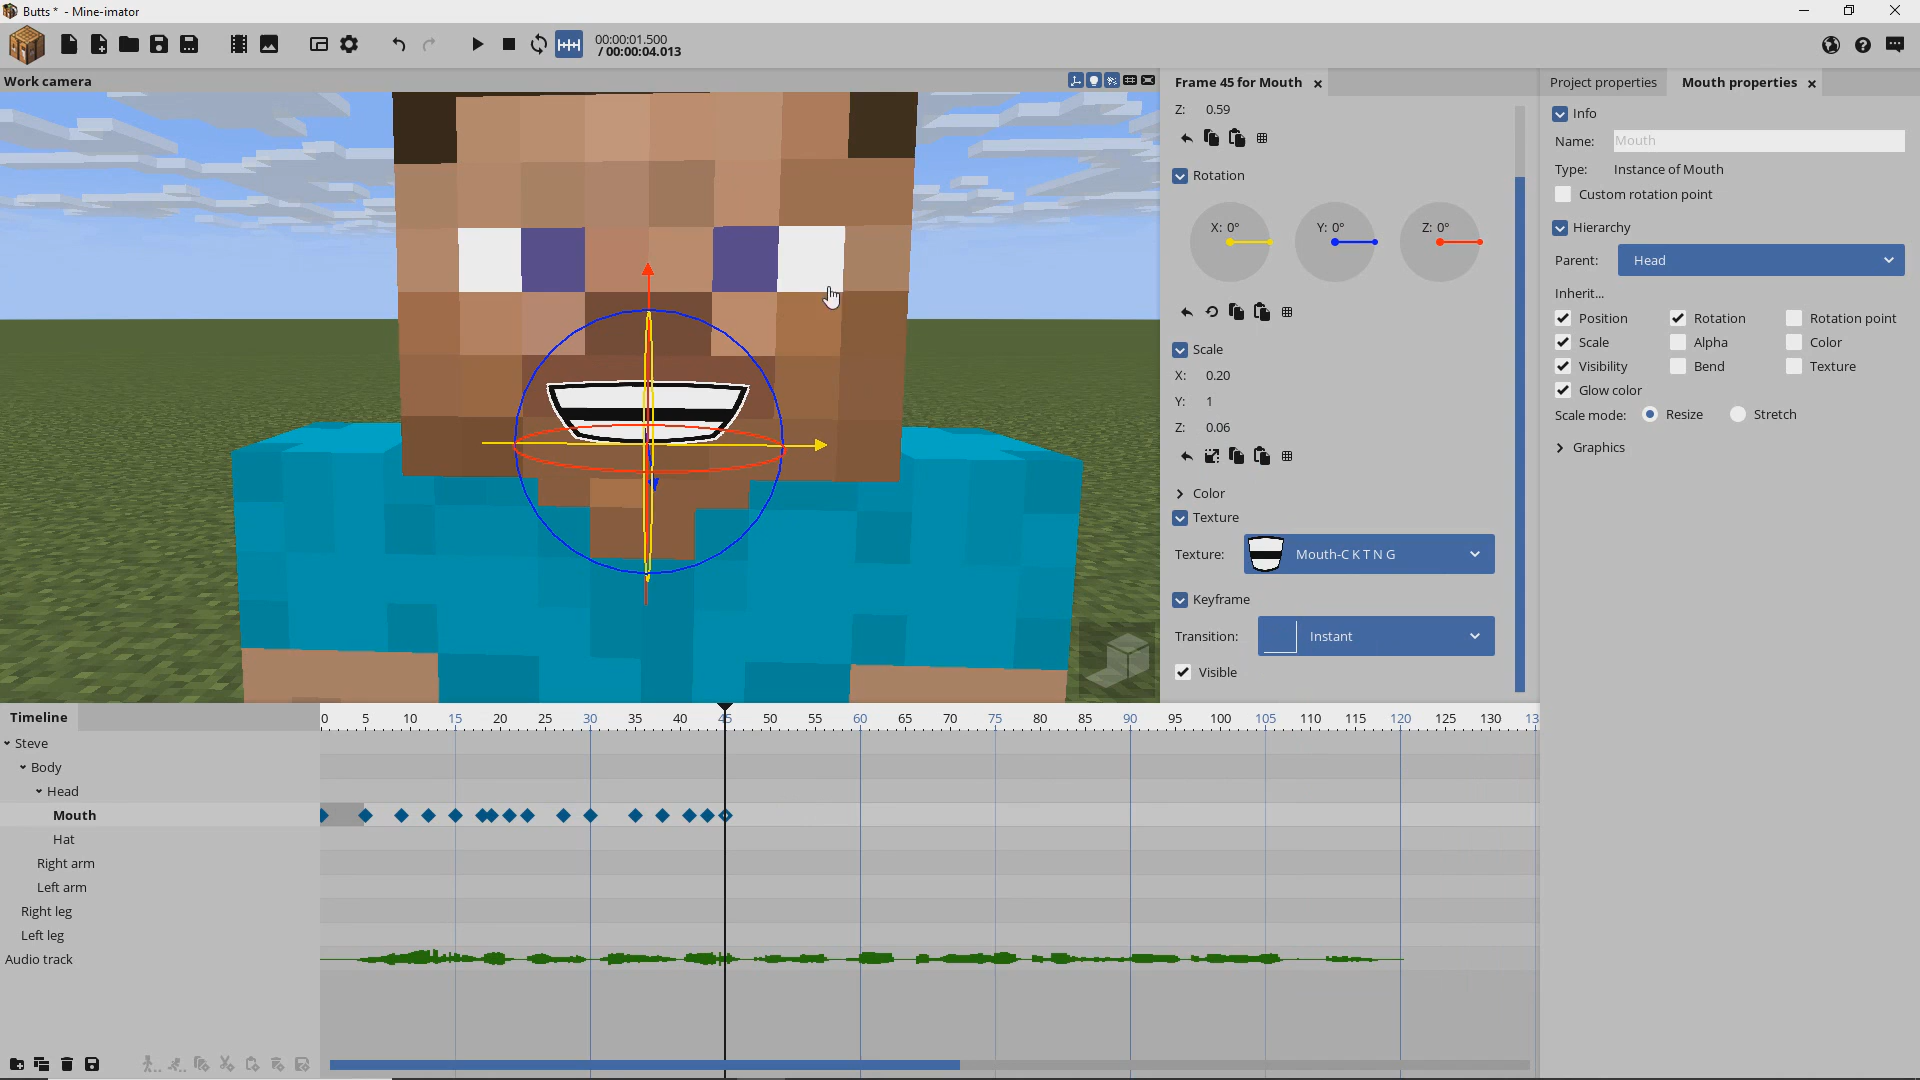 Butts * - Mine-imator
00:00:01.500
/ 00:00:04.013
Work camera
Frame 45 for Mouth
Z: 0.59
Rotation
X: 0° Y: 0° Z: 0°
Scale
X: 0.20
Y: 1
Z: 0.06
Color
Texture
Texture: Mouth-C K T N G
Keyframe
Transition: Instant
Visible
Project properties Mouth properties
Info
Name: Mouth
Type: Instance of Mouth
Custom rotation point
Hierarchy
Parent: Head
Inherit...
Position Rotation Rotation point
Scale Alpha Color
Visibility Bend Texture
Glow color
Scale mode: Resize Stretch
Graphics
Timeline
0 5 10 15 20 25 30 35 40 45 50 55 60 65 70 75 80 85 90 95 100 105 110 115 120 125 130 13
Steve
Body
Head
Mouth
Hat
Right arm
Left arm
Right leg
Left leg
Audio track